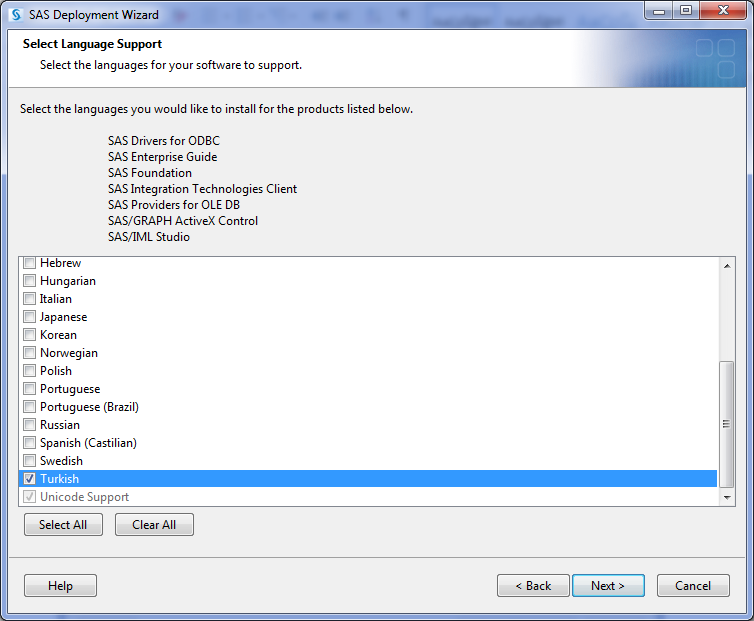 SAS Deployment Wizard
Select Language Support
Select the languages for your software to support.
Select the languages you would like to install for the products listed below.
SAS Drivers for ODBC
SAS Enterprise Guide
SAS Foundation
SAS Integration Technologies Client
SAS Providers for OLE DB
SAS/GRAPH ActiveX Control
SAS/IML Studio
Hebrew
Hungarian
Italian
Japanese
Korean
Norwegian
Polish
Portuguese
Portuguese (Brazil)
Russian
Spanish (Castilian)
Swedish
Turkish
Unicode Support
Select All Clear All
Help < Back Next > Cancel